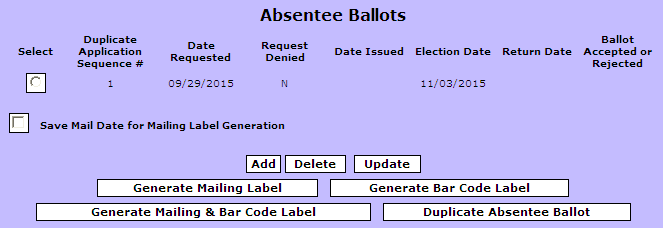 Absentee Ballots
Select Duplicate Application Sequence # Date Requested Request Denied Date Issued Election Date Return Date Ballot Accepted or Rejected
1 09/29/2015 N 11/03/2015
Save Mail Date for Mailing Label Generation
Add Delete Update
Generate Mailing Label Generate Bar Code Label
Generate Mailing & Bar Code Label Duplicate Absentee Ballot